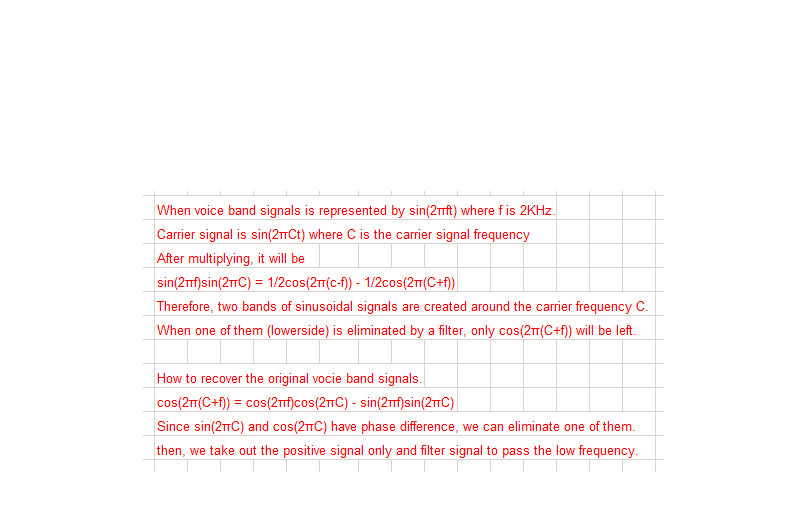 When voice band signals is represented by sin(2πft) where f is 2KHz.
Carrier signal is sin(2πCt) where C is the carrier signal frequency
After multiplying, it will be
sin(2πf)sin(2πC) = 1/2cos(2π(c-f)) - 1/2cos(2π(C+f))
Therefore, two bands of sinusoidal signals are created around the carrier frequency C.
When one of them (lowerside) is eliminated by a filter, only cos(2π(C+f)) will be left.
How to recover the original vocie band signals.
cos(2π(C+f)) = cos(2πf)cos(2πC) - sin(2πf)sin(2πC)
Since sin(2πC) and cos(2πC) have phase difference, we can eliminate one of them.
then, we take out the positive signal only and filter signal to pass the low frequency.